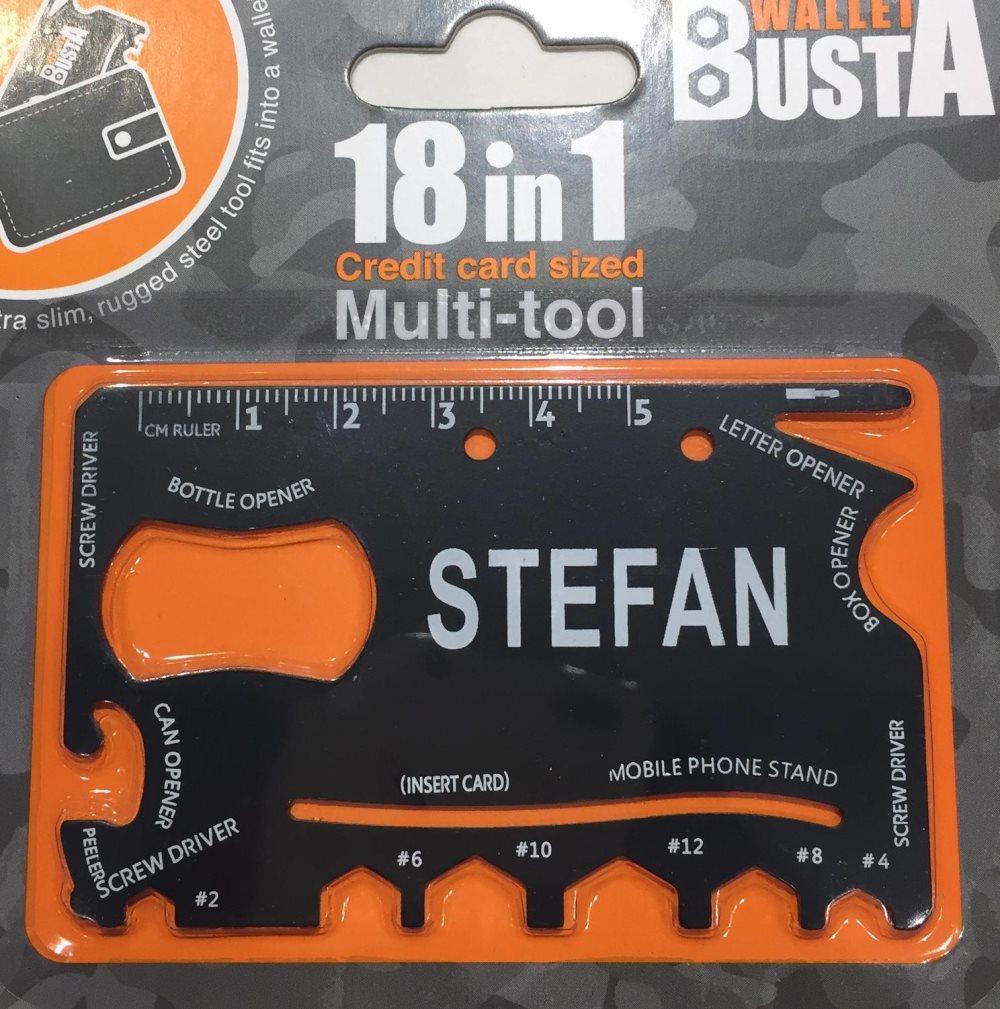 WALLET
BUSTA
BUSTA
tra slim, rugged steel tool fits into a walle
18 in 1
Credit card sized
Multi-tool
CM RULER 1 2 3 4 5
LETTER OPENER
SCREW DRIVER
BOTTLE OPENER
BOX OPENER
STEFAN
CAN OPENER
(INSERT CARD)
MOBILE PHONE STAND
SCREW DRIVER
PEELER
SCREW DRIVER
#2
#6
#10
#12
#8
#4